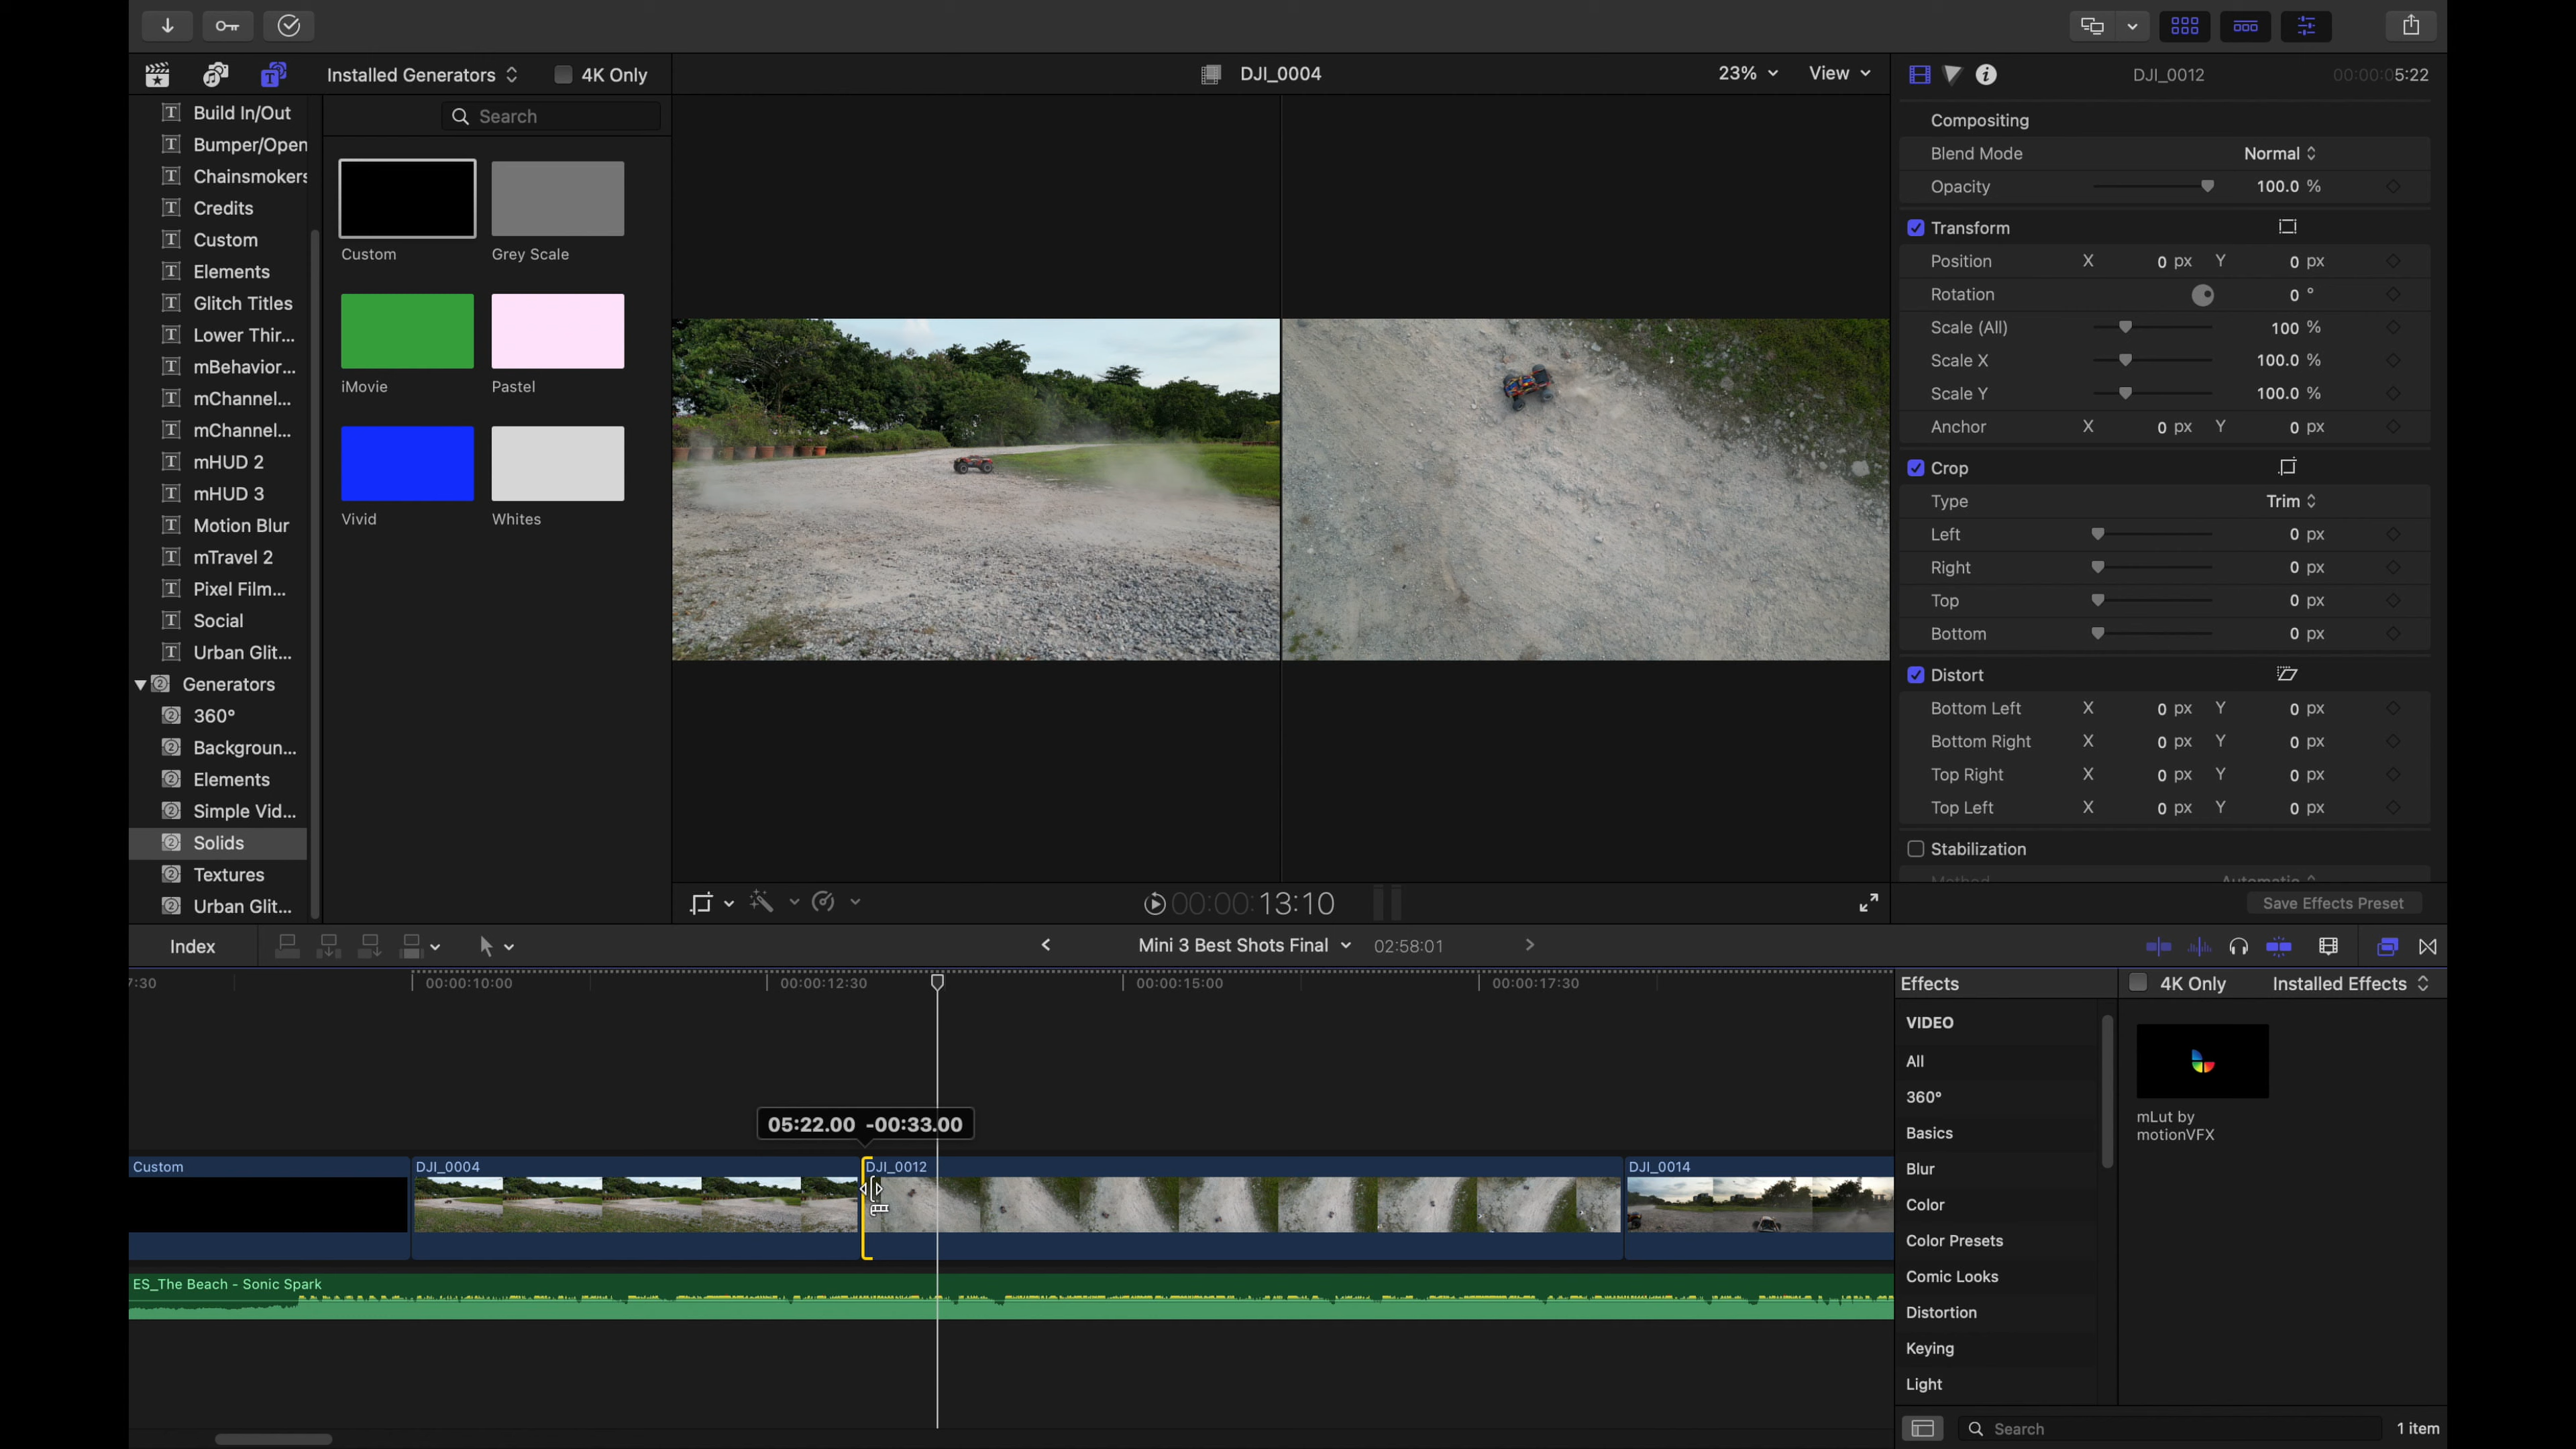 Installed Generators
4K Only
DJI_0004
23%
View
DJI_0012
00:00:05:22
Build In/Out
Bumper/Open
Chainsmokers
Credits
Custom
Elements
Glitch Titles
Lower Thir...
mBehavior...
mChannel...
mChannel...
mHUD 2
mHUD 3
Motion Blur
mTravel 2
Pixel Film...
Social
Urban Glit...
Generators
360°
Backgroun...
Elements
Simple Vid...
Solids
Textures
Urban Glit...
Search
Custom
Grey Scale
iMovie
Pastel
Vivid
Whites
Compositing
Blend Mode Normal
Opacity 100.0 %
Transform
Position X 0 px Y 0 px
Rotation 0 °
Scale (All) 100 %
Scale X 100.0 %
Scale Y 100.0 %
Anchor X 0 px Y 0 px
Crop
Type Trim
Left 0 px
Right 0 px
Top 0 px
Bottom 0 px
Distort
Bottom Left X 0 px Y 0 px
Bottom Right X 0 px Y 0 px
Top Right X 0 px Y 0 px
Top Left X 0 px Y 0 px
Stabilization
Method Automatic
00:00:13:10
Save Effects Preset
Index
Mini 3 Best Shots Final
02:58:01
7:30
00:00:10:00
00:00:12:30
00:00:15:00
00:00:17:30
05:22.00 -00:33.00
Custom
DJI_0004
DJI_0012
DJI_0014
ES_The Beach - Sonic Spark
Effects
4K Only
Installed Effects
VIDEO
All
360°
Basics
Blur
Color
Color Presets
Comic Looks
Distortion
Keying
Light
mLut by
motionVFX
Search
1 item